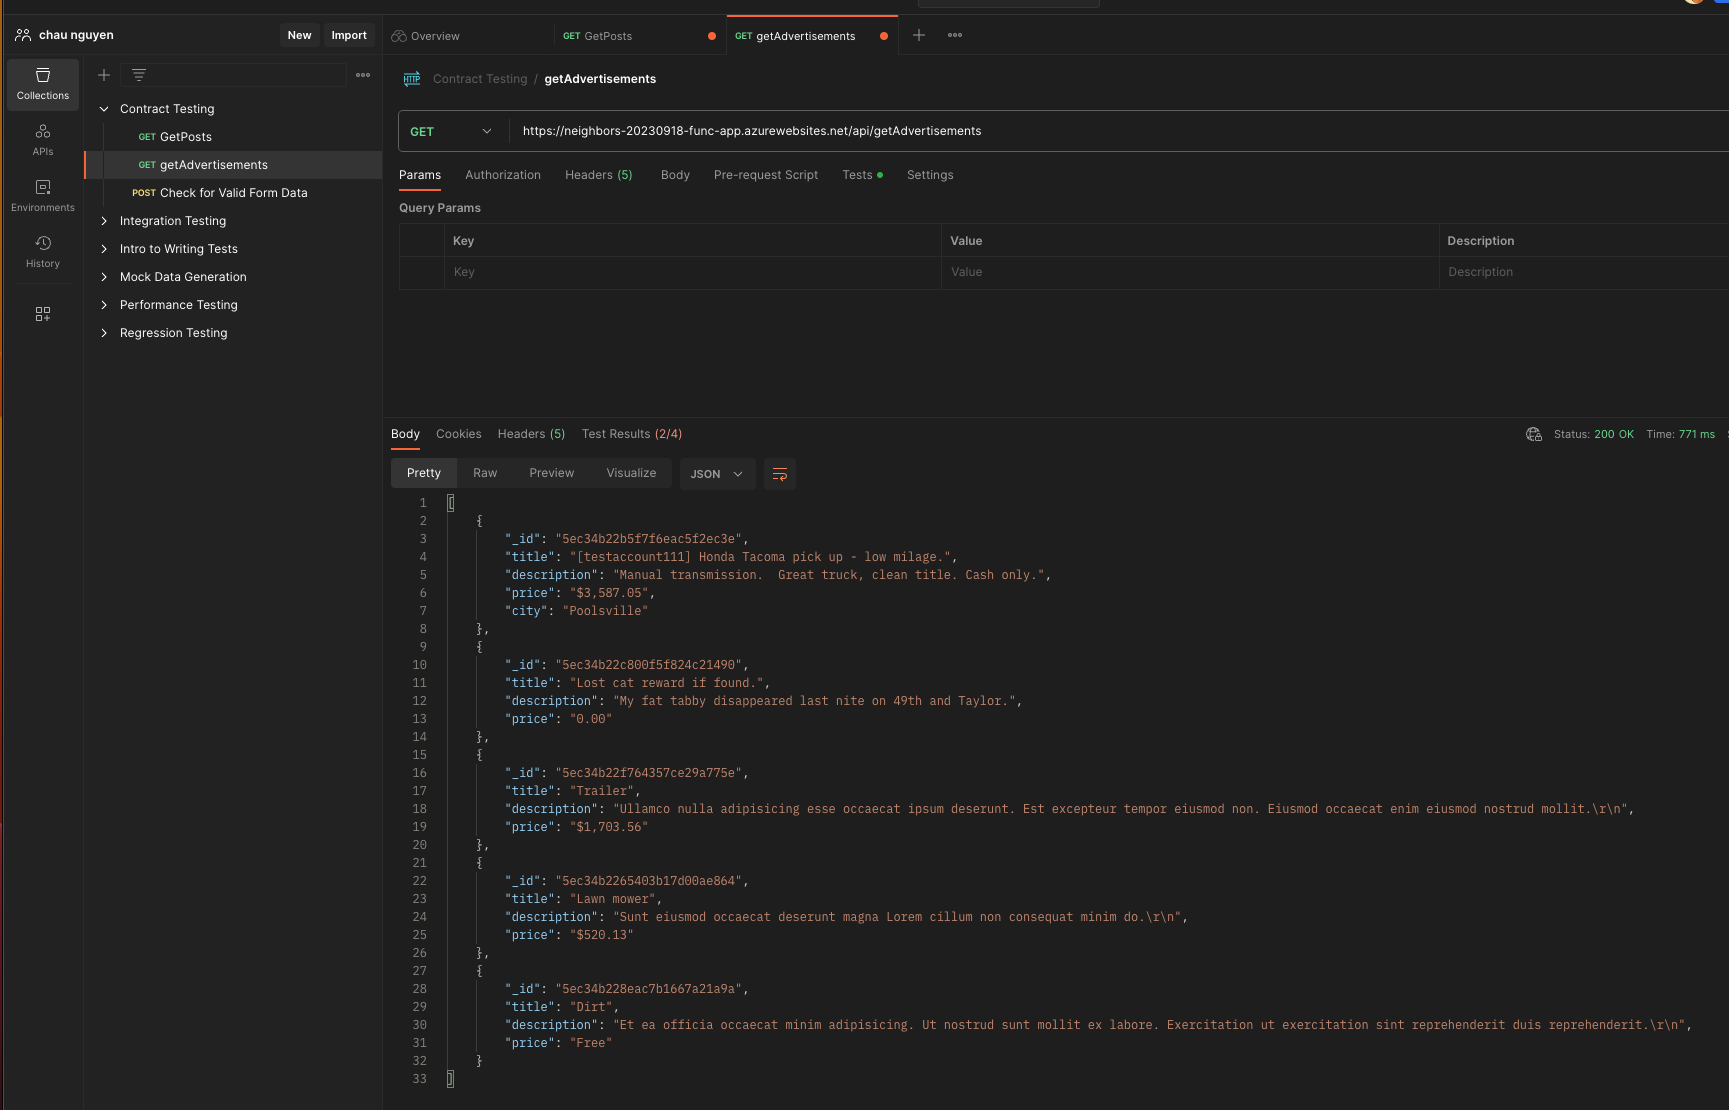 chau nguyen
New
Import
Overview
GET GetPosts
GET getAdvertisements
Collections
APIs
Environments
History
Contract Testing
GET GetPosts
GET getAdvertisements
POST Check for Valid Form Data
Integration Testing
Intro to Writing Tests
Mock Data Generation
Performance Testing
Regression Testing
HTTP Contract Testing / getAdvertisements
GET https://neighbors-20230918-func-app.azurewebsites.net/api/getAdvertisements
Params Authorization Headers (5) Body Pre-request Script Tests Settings
Query Params
Key Value Description
Key Value Description
Body Cookies Headers (5) Test Results (2/4) Status: 200 OK Time: 771 ms
Pretty Raw Preview Visualize JSON
1 [
2 {
3 "_id": "5ec34b22b5f7f6eac5f2ec3e",
4 "title": "[testaccount111] Honda Tacoma pick up - low milage.",
5 "description": "Manual transmission.  Great truck, clean title. Cash only.",
6 "price": "$3,587.05",
7 "city": "Poolsville"
8 },
9 {
10 "_id": "5ec34b22c800f5f824c21490",
11 "title": "Lost cat reward if found.",
12 "description": "My fat tabby disappeared last nite on 49th and Taylor.",
13 "price": "0.00"
14 },
15 {
16 "_id": "5ec34b22f764357ce29a775e",
17 "title": "Trailer",
18 "description": "Ullamco nulla adipisicing esse occaecat ipsum deserunt. Est excepteur tempor eiusmod non. Eiusmod occaecat enim eiusmod nostrud mollit.\r\n",
19 "price": "$1,703.56"
20 },
21 {
22 "_id": "5ec34b2265403b17d00ae864",
23 "title": "Lawn mower",
24 "description": "Sunt eiusmod occaecat deserunt magna Lorem cillum non consequat minim do.\r\n",
25 "price": "$520.13"
26 },
27 {
28 "_id": "5ec34b228eac7b1667a21a9a",
29 "title": "Dirt",
30 "description": "Et ea officia occaecat minim adipisicing. Ut nostrud sunt mollit ex labore. Exercitation ut exercitation sint reprehenderit duis reprehenderit.\r\n",
31 "price": "Free"
32 }
33 ]